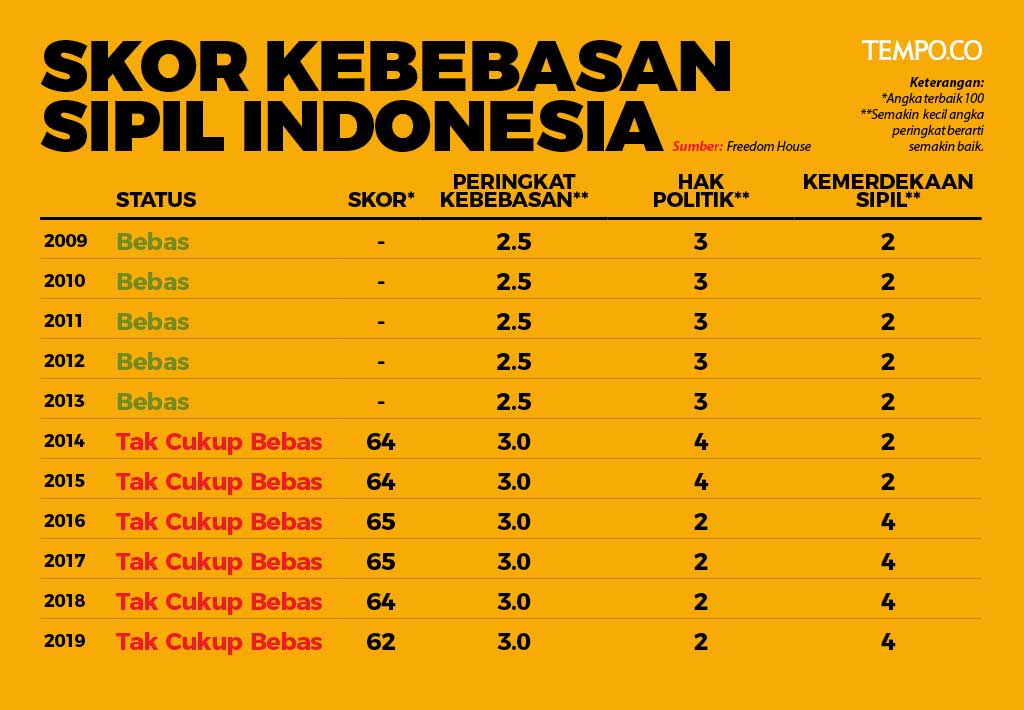 SKOR KEBEBASAN
SIPIL INDONESIA
Sumber: Freedom House
TEMPO.CO
Keterangan:
*Angka terbaik 100
**Semakin kecil angka
peringkat berarti
semakin baik.
STATUS SKOR* PERINGKAT KEBEBASAN** HAK POLITIK** KEMERDEKAAN SIPIL**
2009 Bebas - 2.5 3 2
2010 Bebas - 2.5 3 2
2011 Bebas - 2.5 3 2
2012 Bebas - 2.5 3 2
2013 Bebas - 2.5 3 2
2014 Tak Cukup Bebas 64 3.0 4 2
2015 Tak Cukup Bebas 64 3.0 4 2
2016 Tak Cukup Bebas 65 3.0 2 4
2017 Tak Cukup Bebas 65 3.0 2 4
2018 Tak Cukup Bebas 64 3.0 2 4
2019 Tak Cukup Bebas 62 3.0 2 4